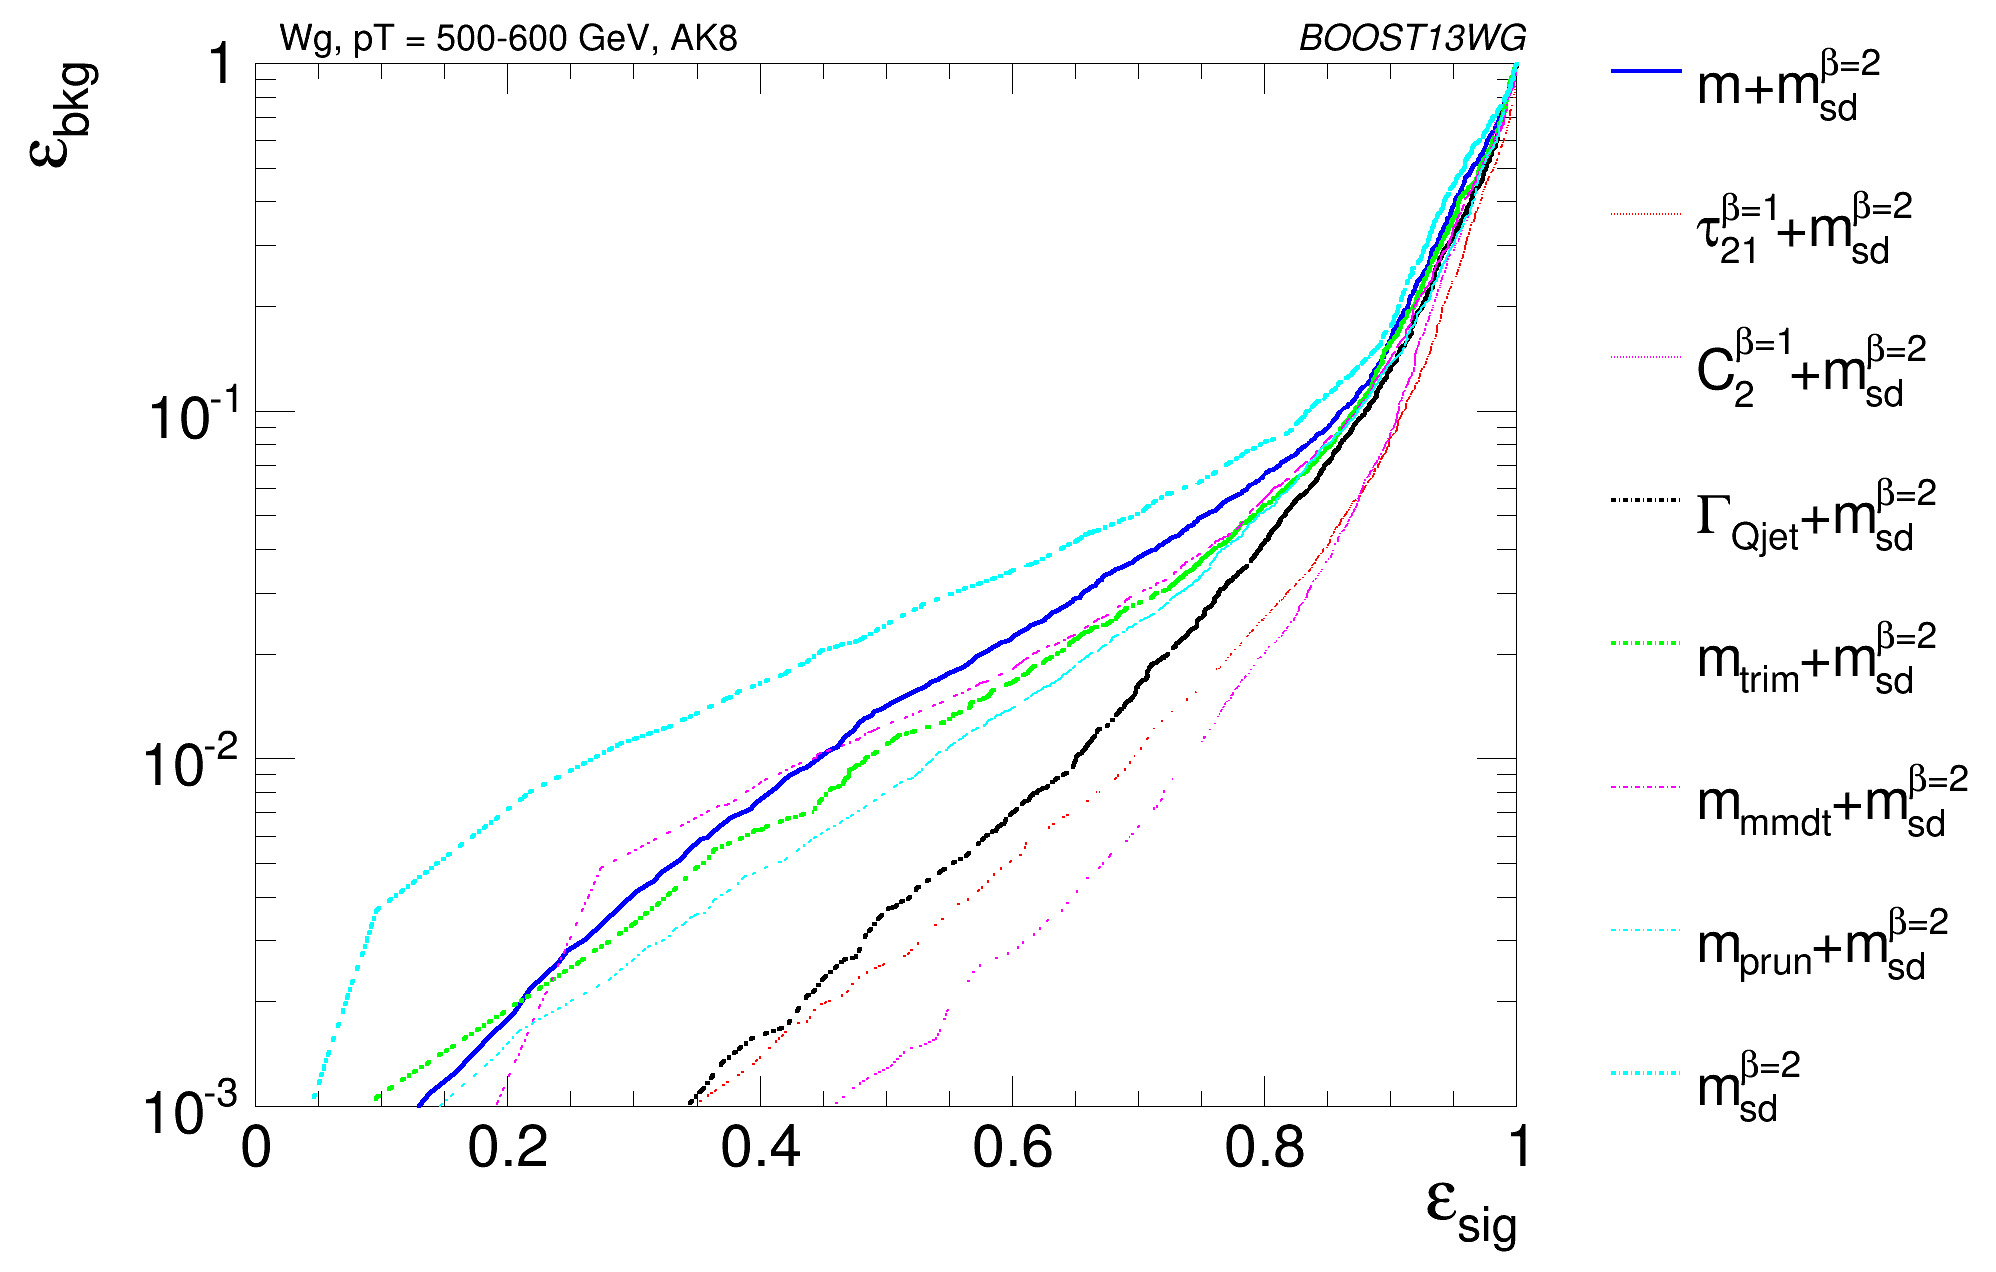 Wg, pT = 500-600 GeV, AK8
BOOST13WG
ε_bkg
1
10^-1
10^-2
10^-3
0 0.2 0.4 0.6 0.8 1
ε_sig
m+m_sd^β=2
τ_21^β=1+m_sd^β=2
C_2^β=1+m_sd^β=2
Γ_Qjet+m_sd^β=2
m_trim+m_sd^β=2
m_mmdt+m_sd^β=2
m_prun+m_sd^β=2
m_sd^β=2